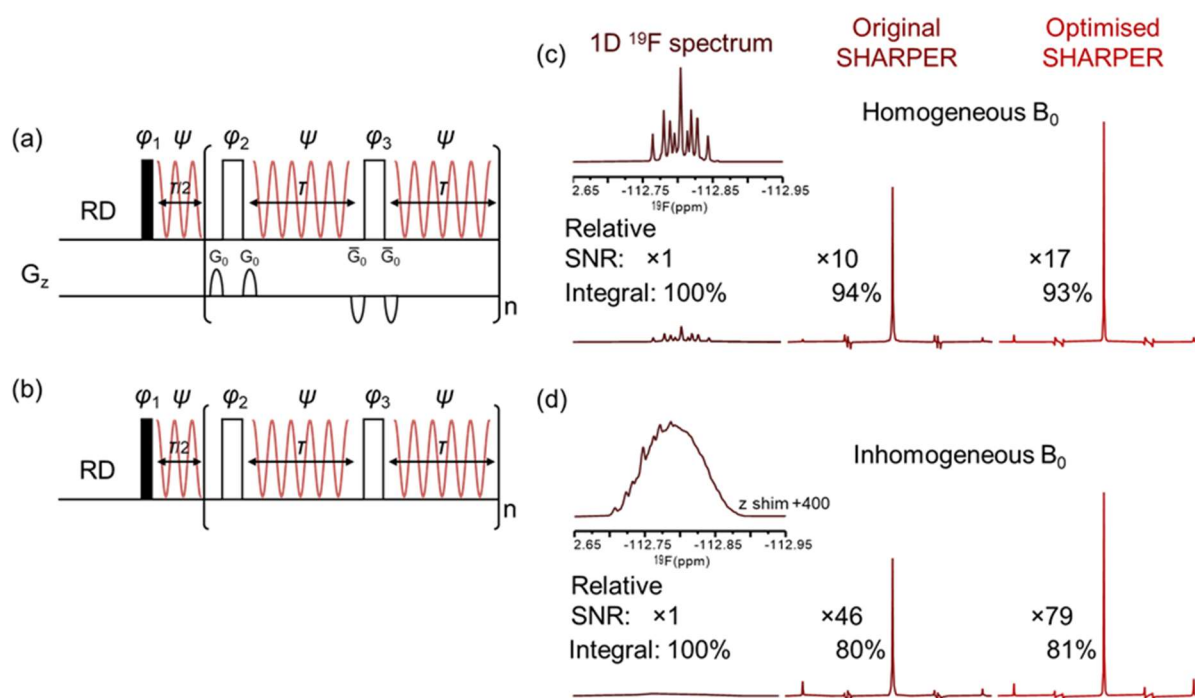 (a)
φ₁ ψ φ₂ ψ φ₃ ψ
τ/2 τ τ
RD
G₀ G₀ G̅₀ G̅₀
G_z
n
(b)
φ₁ ψ φ₂ ψ φ₃ ψ
τ/2 τ τ
RD
n
(c)
1D ¹⁹F spectrum
Original
SHARPER
Optimised
SHARPER
Homogeneous B₀
2.65 -112.75 -112.85 -112.95
¹⁹F(ppm)
Relative
SNR: ×1 ×10 ×17
Integral: 100% 94% 93%
(d)
Inhomogeneous B₀
z shim +400
2.65 -112.75 -112.85 -112.95
¹⁹F(ppm)
Relative
SNR: ×1 ×46 ×79
Integral: 100% 80% 81%